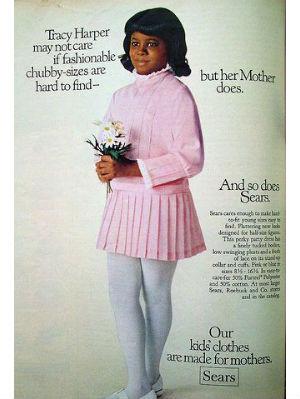 Tracy Harper
may not care
if fashionable
chubby-sizes are
hard to find—
but her Mother
does.
And so does
Sears.
Sears cares enough to make hard-
to-fit young sizes easy to
find. Flattering new looks
designed for half-size figures.
This perky party dress has
a finely tucked bodice,
low swinging pleats and a froth
of lace on its stand up
collar and cuffs. Pink or blue in
sizes 8½ - 16½. In easy-to-
care-for 50% Fortrel® Polyester
and 50% cotton. At most large
Sears, Roebuck and Co. stores
and in the catalog.
Our
kids' clothes
are made for mothers.
Sears